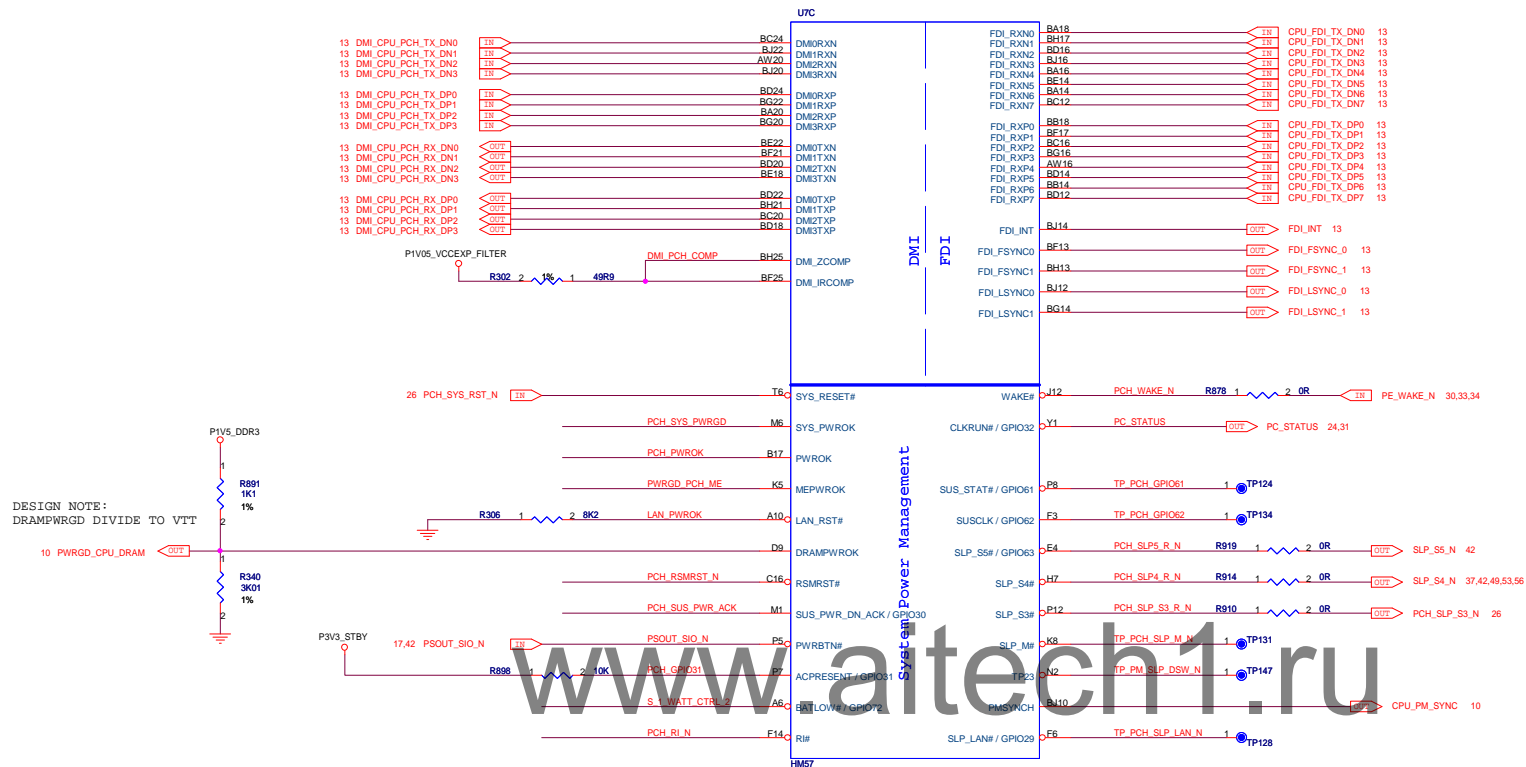 U7C
13 DMI_CPU_PCH_TX_DN0 IN BC24 DMI0RXN
13 DMI_CPU_PCH_TX_DN1 IN BJ22 DMI1RXN
13 DMI_CPU_PCH_TX_DN2 IN AW20 DMI2RXN
13 DMI_CPU_PCH_TX_DN3 IN BJ20 DMI3RXN
13 DMI_CPU_PCH_TX_DP0 IN BD24 DMI0RXP
13 DMI_CPU_PCH_TX_DP1 IN BG22 DMI1RXP
13 DMI_CPU_PCH_TX_DP2 IN BA20 DMI2RXP
13 DMI_CPU_PCH_TX_DP3 IN BG20 DMI3RXP
13 DMI_CPU_PCH_RX_DN0 OUT BE22 DMI0TXN
13 DMI_CPU_PCH_RX_DN1 OUT BF21 DMI1TXN
13 DMI_CPU_PCH_RX_DN2 OUT BD20 DMI2TXN
13 DMI_CPU_PCH_RX_DN3 OUT BE18 DMI3TXN
13 DMI_CPU_PCH_RX_DP0 OUT BD22 DMI0TXP
13 DMI_CPU_PCH_RX_DP1 OUT BH21 DMI1TXP
13 DMI_CPU_PCH_RX_DP2 OUT BC20 DMI2TXP
13 DMI_CPU_PCH_RX_DP3 OUT BD18 DMI3TXP
P1V05_VCCEXP_FILTER
DMI_PCH_COMP BH25 DMI_ZCOMP
R302 2 1% 1 49R9 BF25 DMI_IRCOMP
DMI
FDI
FDI_RXN0 BA18 IN CPU_FDI_TX_DN0 13
FDI_RXN1 BH17 IN CPU_FDI_TX_DN1 13
FDI_RXN2 BD16 IN CPU_FDI_TX_DN2 13
FDI_RXN3 BJ16 IN CPU_FDI_TX_DN3 13
FDI_RXN4 BA16 IN CPU_FDI_TX_DN4 13
FDI_RXN5 BE14 IN CPU_FDI_TX_DN5 13
FDI_RXN6 BA14 IN CPU_FDI_TX_DN6 13
FDI_RXN7 BC12 IN CPU_FDI_TX_DN7 13
FDI_RXP0 BB18 IN CPU_FDI_TX_DP0 13
FDI_RXP1 BF17 IN CPU_FDI_TX_DP1 13
FDI_RXP2 BC16 IN CPU_FDI_TX_DP2 13
FDI_RXP3 BG16 IN CPU_FDI_TX_DP3 13
FDI_RXP4 AW16 IN CPU_FDI_TX_DP4 13
FDI_RXP5 BD14 IN CPU_FDI_TX_DP5 13
FDI_RXP6 BB14 IN CPU_FDI_TX_DP6 13
FDI_RXP7 BD12 IN CPU_FDI_TX_DP7 13
FDI_INT BJ14 OUT FDI_INT 13
FDI_FSYNC0 BF13 OUT FDI_FSYNC_0 13
FDI_FSYNC1 BH13 OUT FDI_FSYNC_1 13
FDI_LSYNC0 BJ12 OUT FDI_LSYNC_0 13
FDI_LSYNC1 BG14 OUT FDI_LSYNC_1 13
26 PCH_SYS_RST_N IN T6 SYS_RESET#
PCH_SYS_PWRGD M6 SYS_PWROK
PCH_PWROK B17 PWROK
PWRGD_PCH_ME K5 MEPWROK
R306 1 2 8K2 LAN_PWROK A10 LAN_RST#
P1V5_DDR3
1
R891
1K1
1%
2
DESIGN NOTE:
DRAMPWRGD DIVIDE TO VTT
10 PWRGD_CPU_DRAM OUT D9 DRAMPWROK
1
R340
3K01
1%
2
PCH_RSMRST_N C16 RSMRST#
PCH_SUS_PWR_ACK M1 SUS_PWR_DN_ACK / GPIO30
P3V3_STBY
17,42 PSOUT_SIO_N IN PSOUT_SIO_N P5 PWRBTN#
R898 1 2 10K PCH_GPIO31 P7 ACPRESENT / GPIO31
S_1_WATT_CTRL_2 A6 BATLOW# / GPIO72
PCH_RI_N F14 RI#
System Power Management
WAKE# J12 PCH_WAKE_N R878 1 2 0R IN PE_WAKE_N 30,33,34
CLKRUN# / GPIO32 Y1 PC_STATUS OUT PC_STATUS 24,31
SUS_STAT# / GPIO61 P8 TP_PCH_GPIO61 1 TP124
SUSCLK / GPIO62 F3 TP_PCH_GPIO62 1 TP134
SLP_S5# / GPIO63 E4 PCH_SLP5_R_N R919 1 2 0R OUT SLP_S5_N 42
SLP_S4# H7 PCH_SLP4_R_N R914 1 2 0R OUT SLP_S4_N 37,42,49,53,56
SLP_S3# P12 PCH_SLP_S3_R_N R910 1 2 0R OUT PCH_SLP_S3_N 26
SLP_M# K8 TP_PCH_SLP_M_N 1 TP131
TP23 N2 TP_PM_SLP_DSW_N 1 TP147
PMSYNCH BJ10 OUT CPU_PM_SYNC 10
SLP_LAN# / GPIO29 F6 TP_PCH_SLP_LAN_N 1 TP128
HM57
www.aitech1.ru